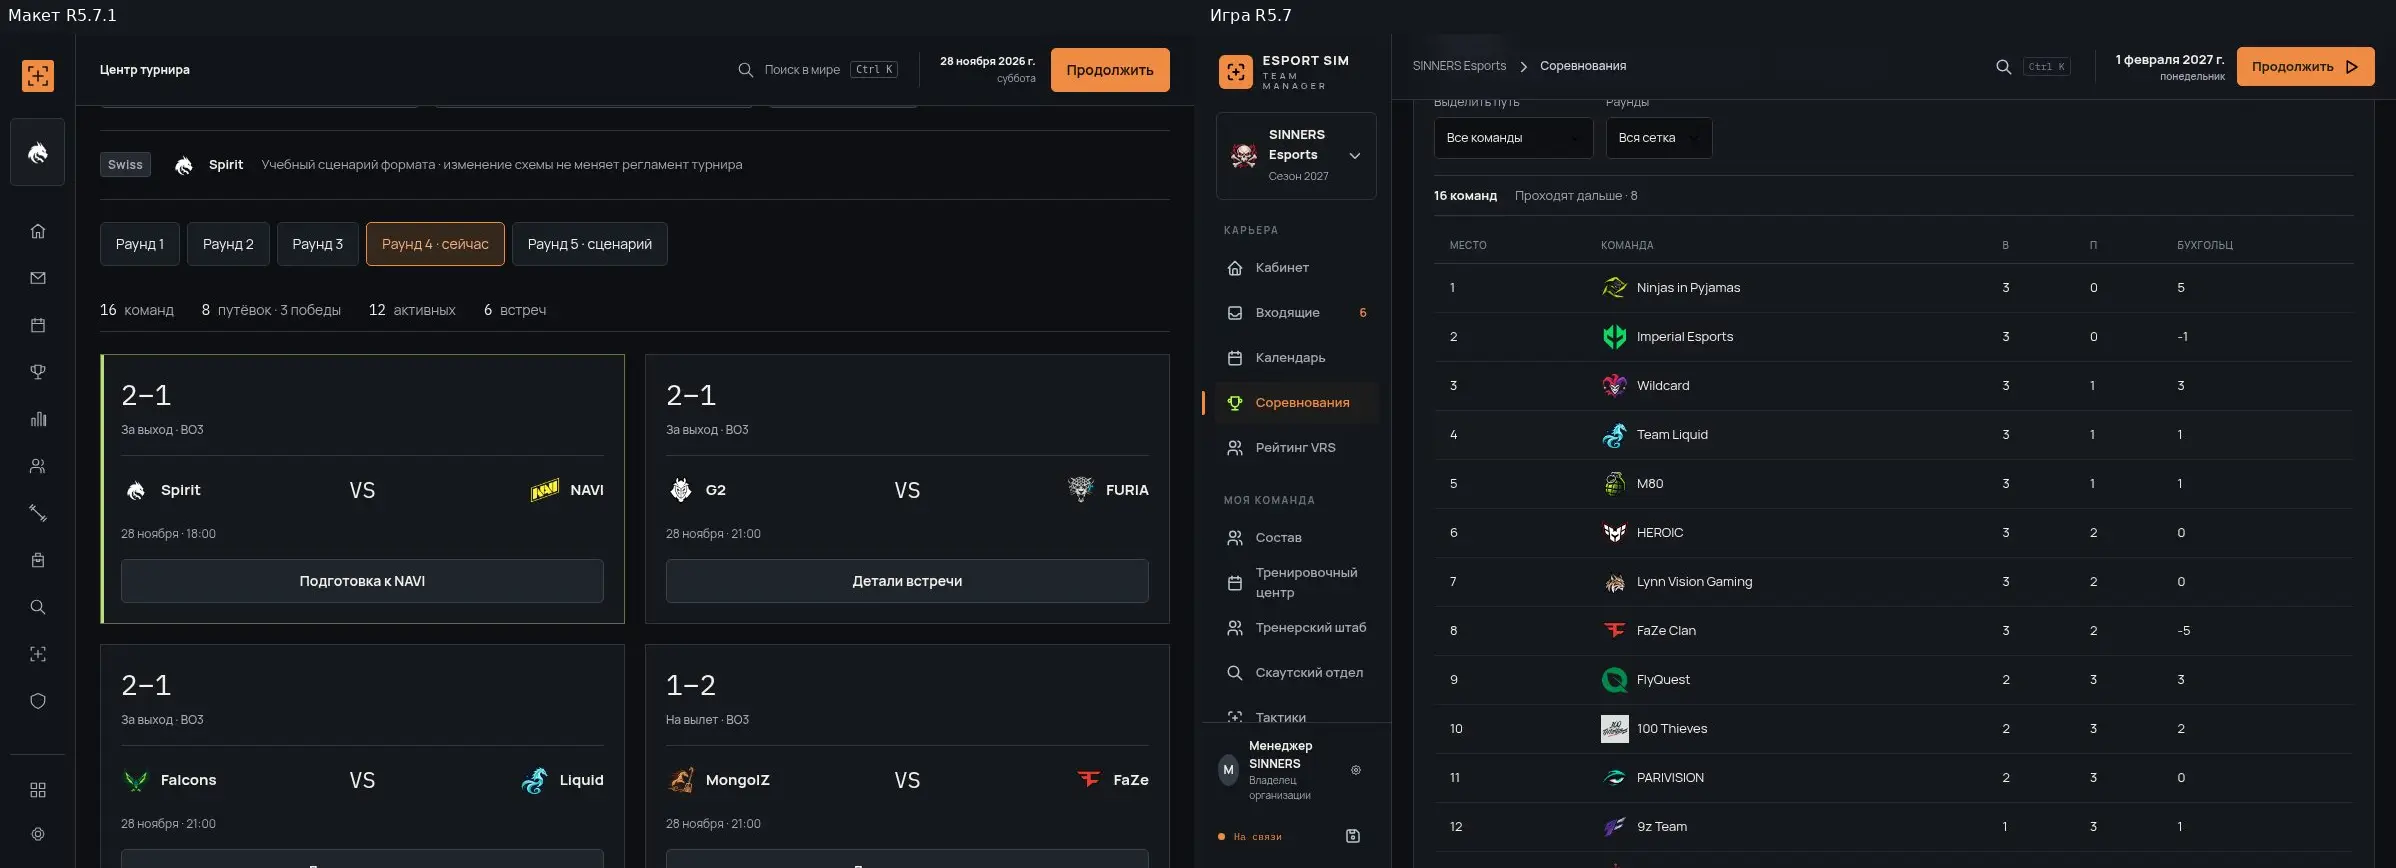 Макет R5.7.1
Центр турнира
Поиск в мире
Ctrl K
28 ноября 2026 г.
суббота
Продолжить
Swiss
Spirit
Учебный сценарий формата · изменение схемы не меняет регламент турнира
Раунд 1
Раунд 2
Раунд 3
Раунд 4 · сейчас
Раунд 5 · сценарий
16 команд
8 путёвок · 3 победы
12 активных
6 встреч
2–1
За выход · BO3
Spirit
VS
NAVI
28 ноября · 18:00
Подготовка к NAVI
2–1
За выход · BO3
G2
VS
FURIA
28 ноября · 21:00
Детали встречи
2–1
За выход · BO3
Falcons
VS
Liquid
28 ноября · 21:00
1–2
На вылет · BO3
MongolZ
VS
FaZe
28 ноября · 21:00
Игра R5.7
ESPORT SIM
TEAM
MANAGER
SINNERS
Esports
Сезон 2027
КАРЬЕРА
Кабинет
Входящие
6
Календарь
Соревнования
Рейтинг VRS
МОЯ КОМАНДА
Состав
Тренировочный
центр
Тренерский штаб
Скаутский отдел
Тактики
Менеджер
SINNERS
Владелец
организации
M
На связи
SINNERS Esports
Соревнования
Ctrl K
1 февраля 2027 г.
понедельник
Продолжить
Выделить путь
Раунды
Все команды
Вся сетка
16 команд
Проходят дальше · 8
МЕСТО КОМАНДА В П БУХГОЛЬЦ
1 Ninjas in Pyjamas 3 0 5
2 Imperial Esports 3 0 -1
3 Wildcard 3 1 3
4 Team Liquid 3 1 1
5 M80 3 1 1
6 HEROIC 3 2 0
7 Lynn Vision Gaming 3 2 0
8 FaZe Clan 3 2 -5
9 FlyQuest 2 3 3
10 100 Thieves 2 3 2
11 PARIVISION 2 3 0
12 9z Team 1 3 1